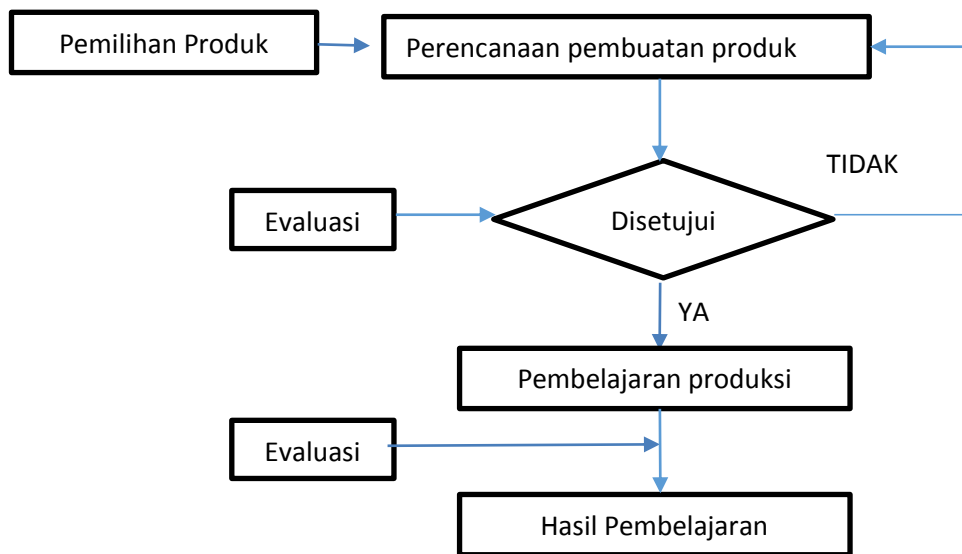 Pemilihan Produk
Perencanaan pembuatan produk
TIDAK
Evaluasi
Disetujui
YA
Pembelajaran produksi
Evaluasi
Hasil Pembelajaran